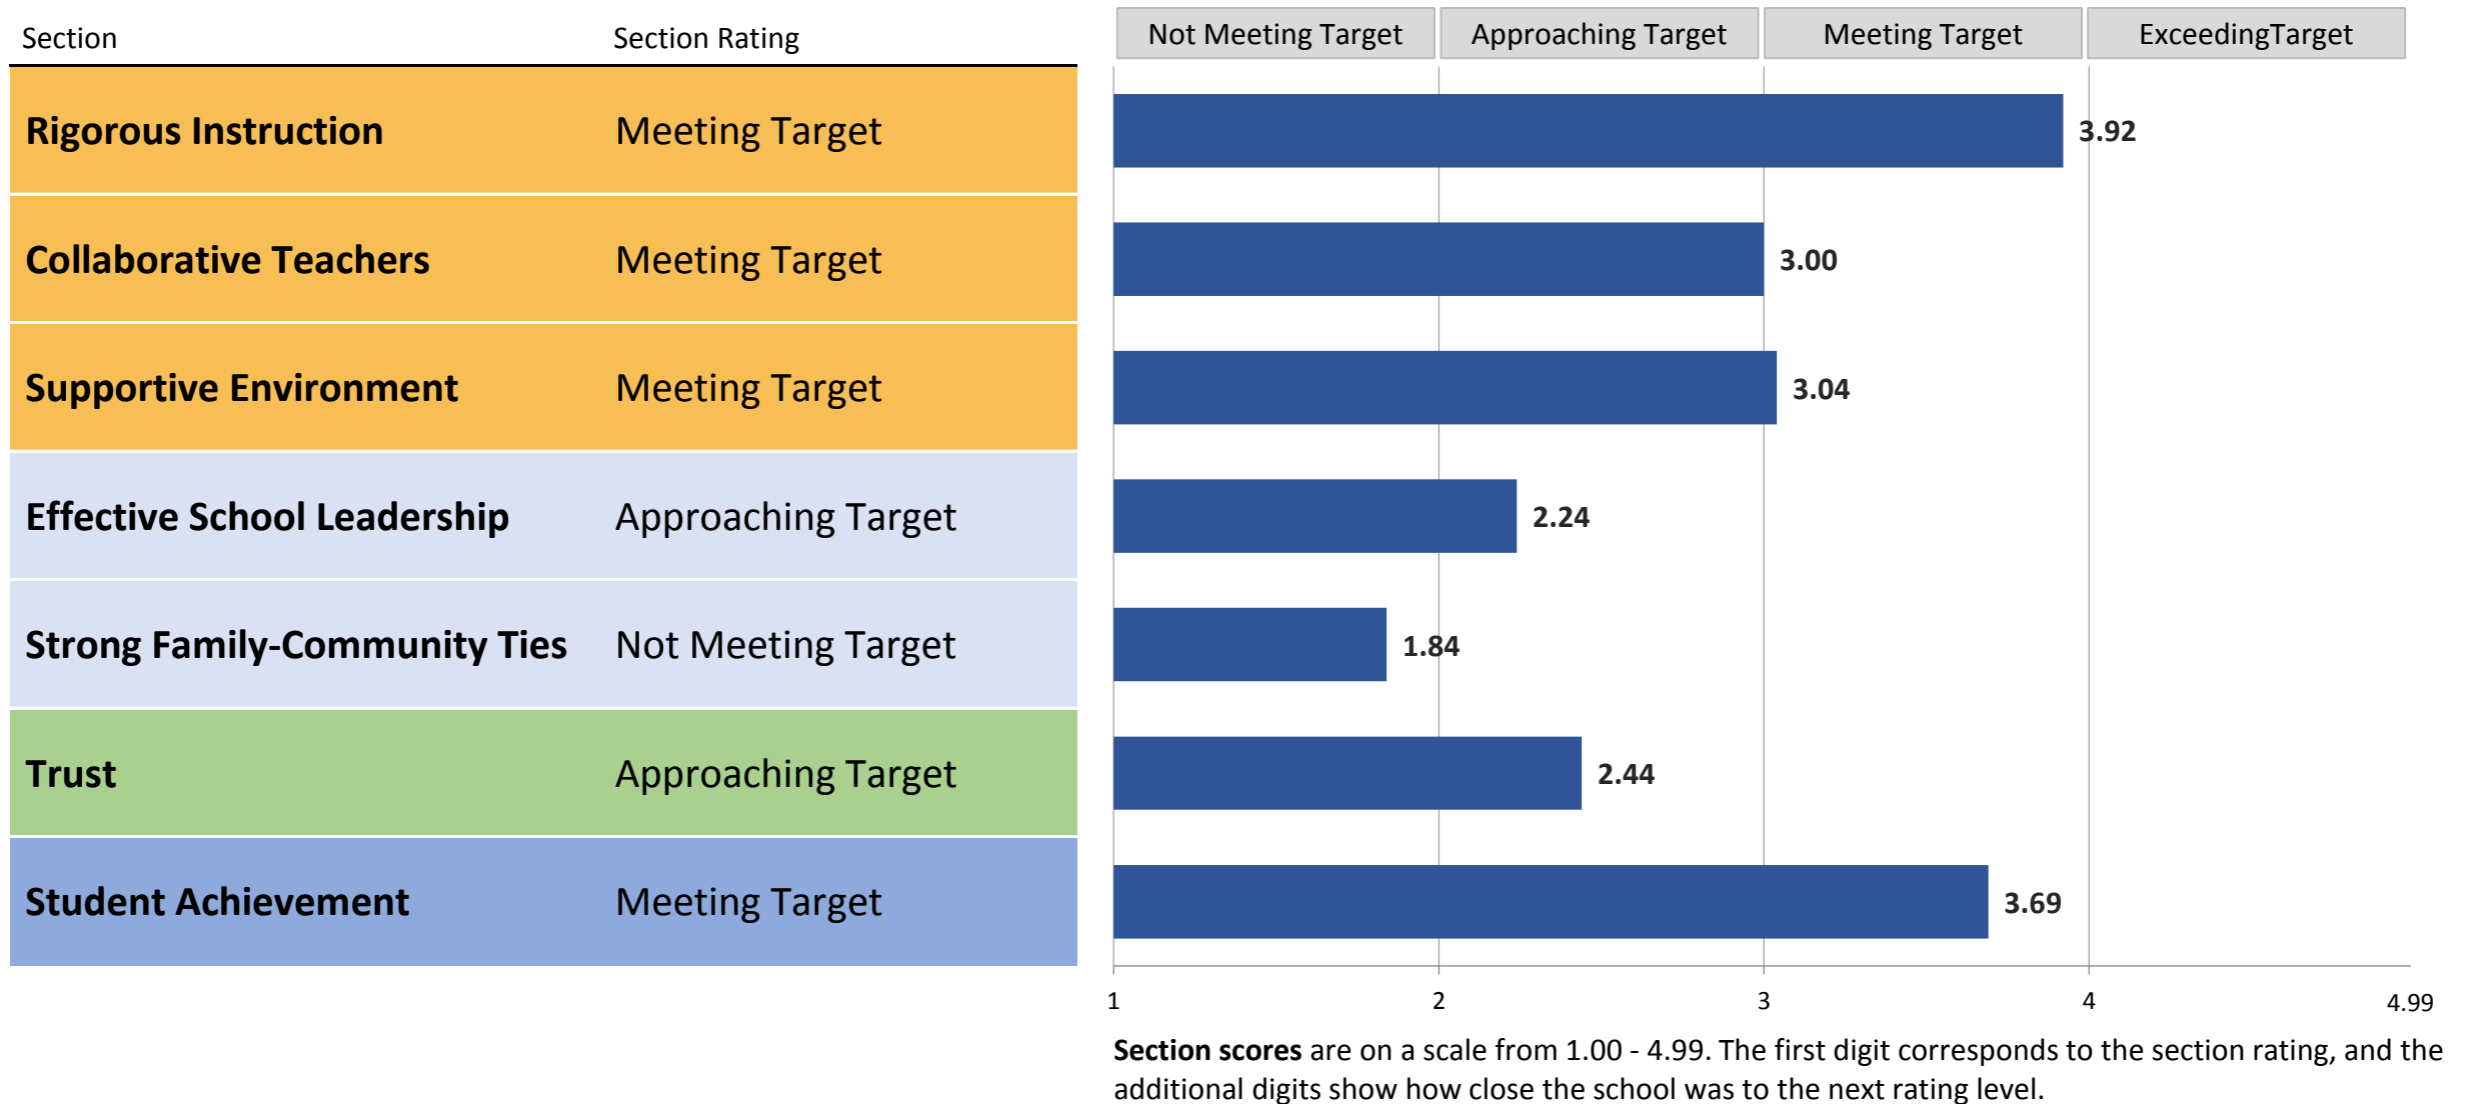 Section Section Rating Not Meeting Target Approaching Target Meeting Target ExceedingTarget
Rigorous Instruction Meeting Target 3.92
Collaborative Teachers Meeting Target 3.00
Supportive Environment Meeting Target 3.04
Effective School Leadership Approaching Target 2.24
Strong Family-Community Ties Not Meeting Target 1.84
Trust Approaching Target 2.44
Student Achievement Meeting Target 3.69
1 2 3 4 4.99
Section scores are on a scale from 1.00 - 4.99. The first digit corresponds to the section rating, and the
additional digits show how close the school was to the next rating level.